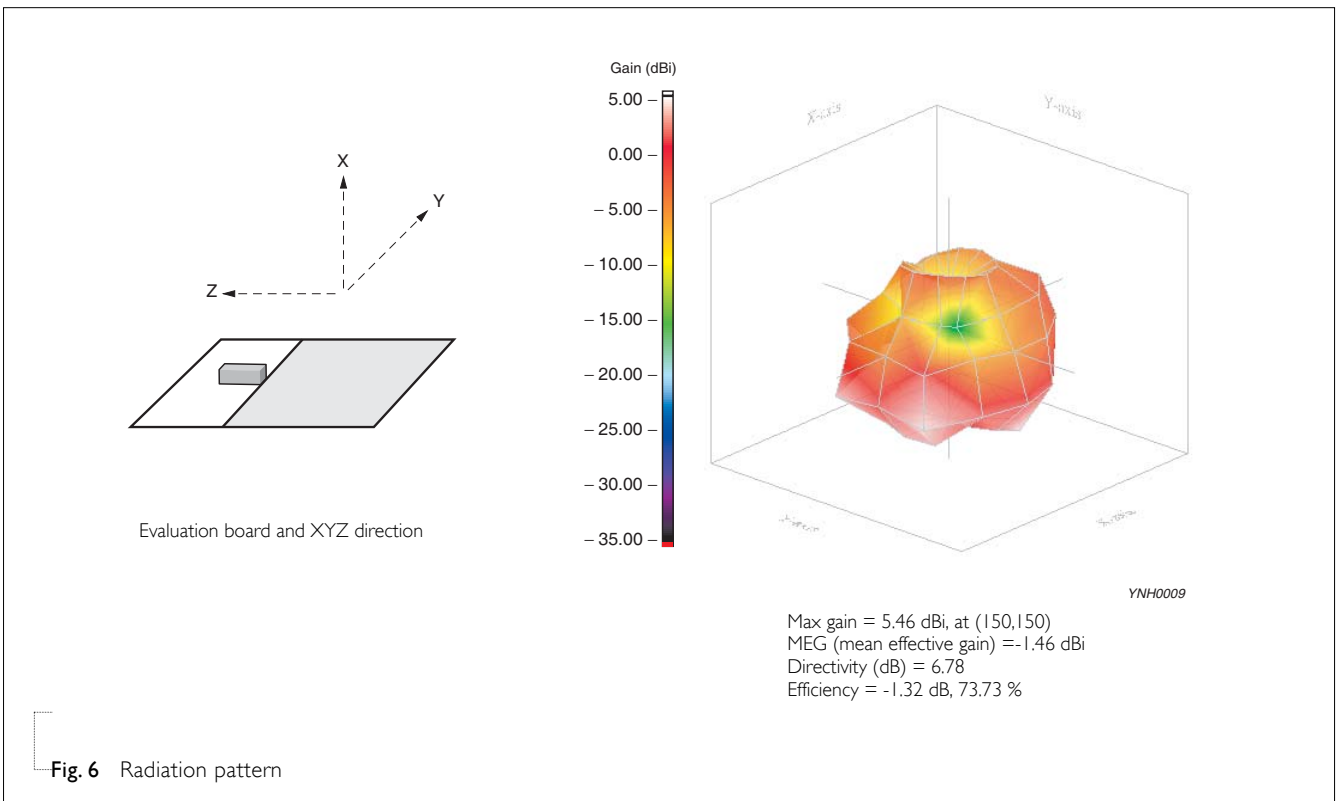 Gain (dBi)
5.00 –
0.00 –
– 5.00 –
– 10.00 –
– 15.00 –
– 20.00 –
– 25.00 –
– 30.00 –
– 35.00 –
X
Y
Z
Evaluation board and XYZ direction
X-axis
Y-axis
YNH0009
Max gain = 5.46 dBi, at (150,150)
MEG (mean effective gain) =-1.46 dBi
Directivity (dB) = 6.78
Efficiency = -1.32 dB, 73.73 %
Fig. 6 Radiation pattern